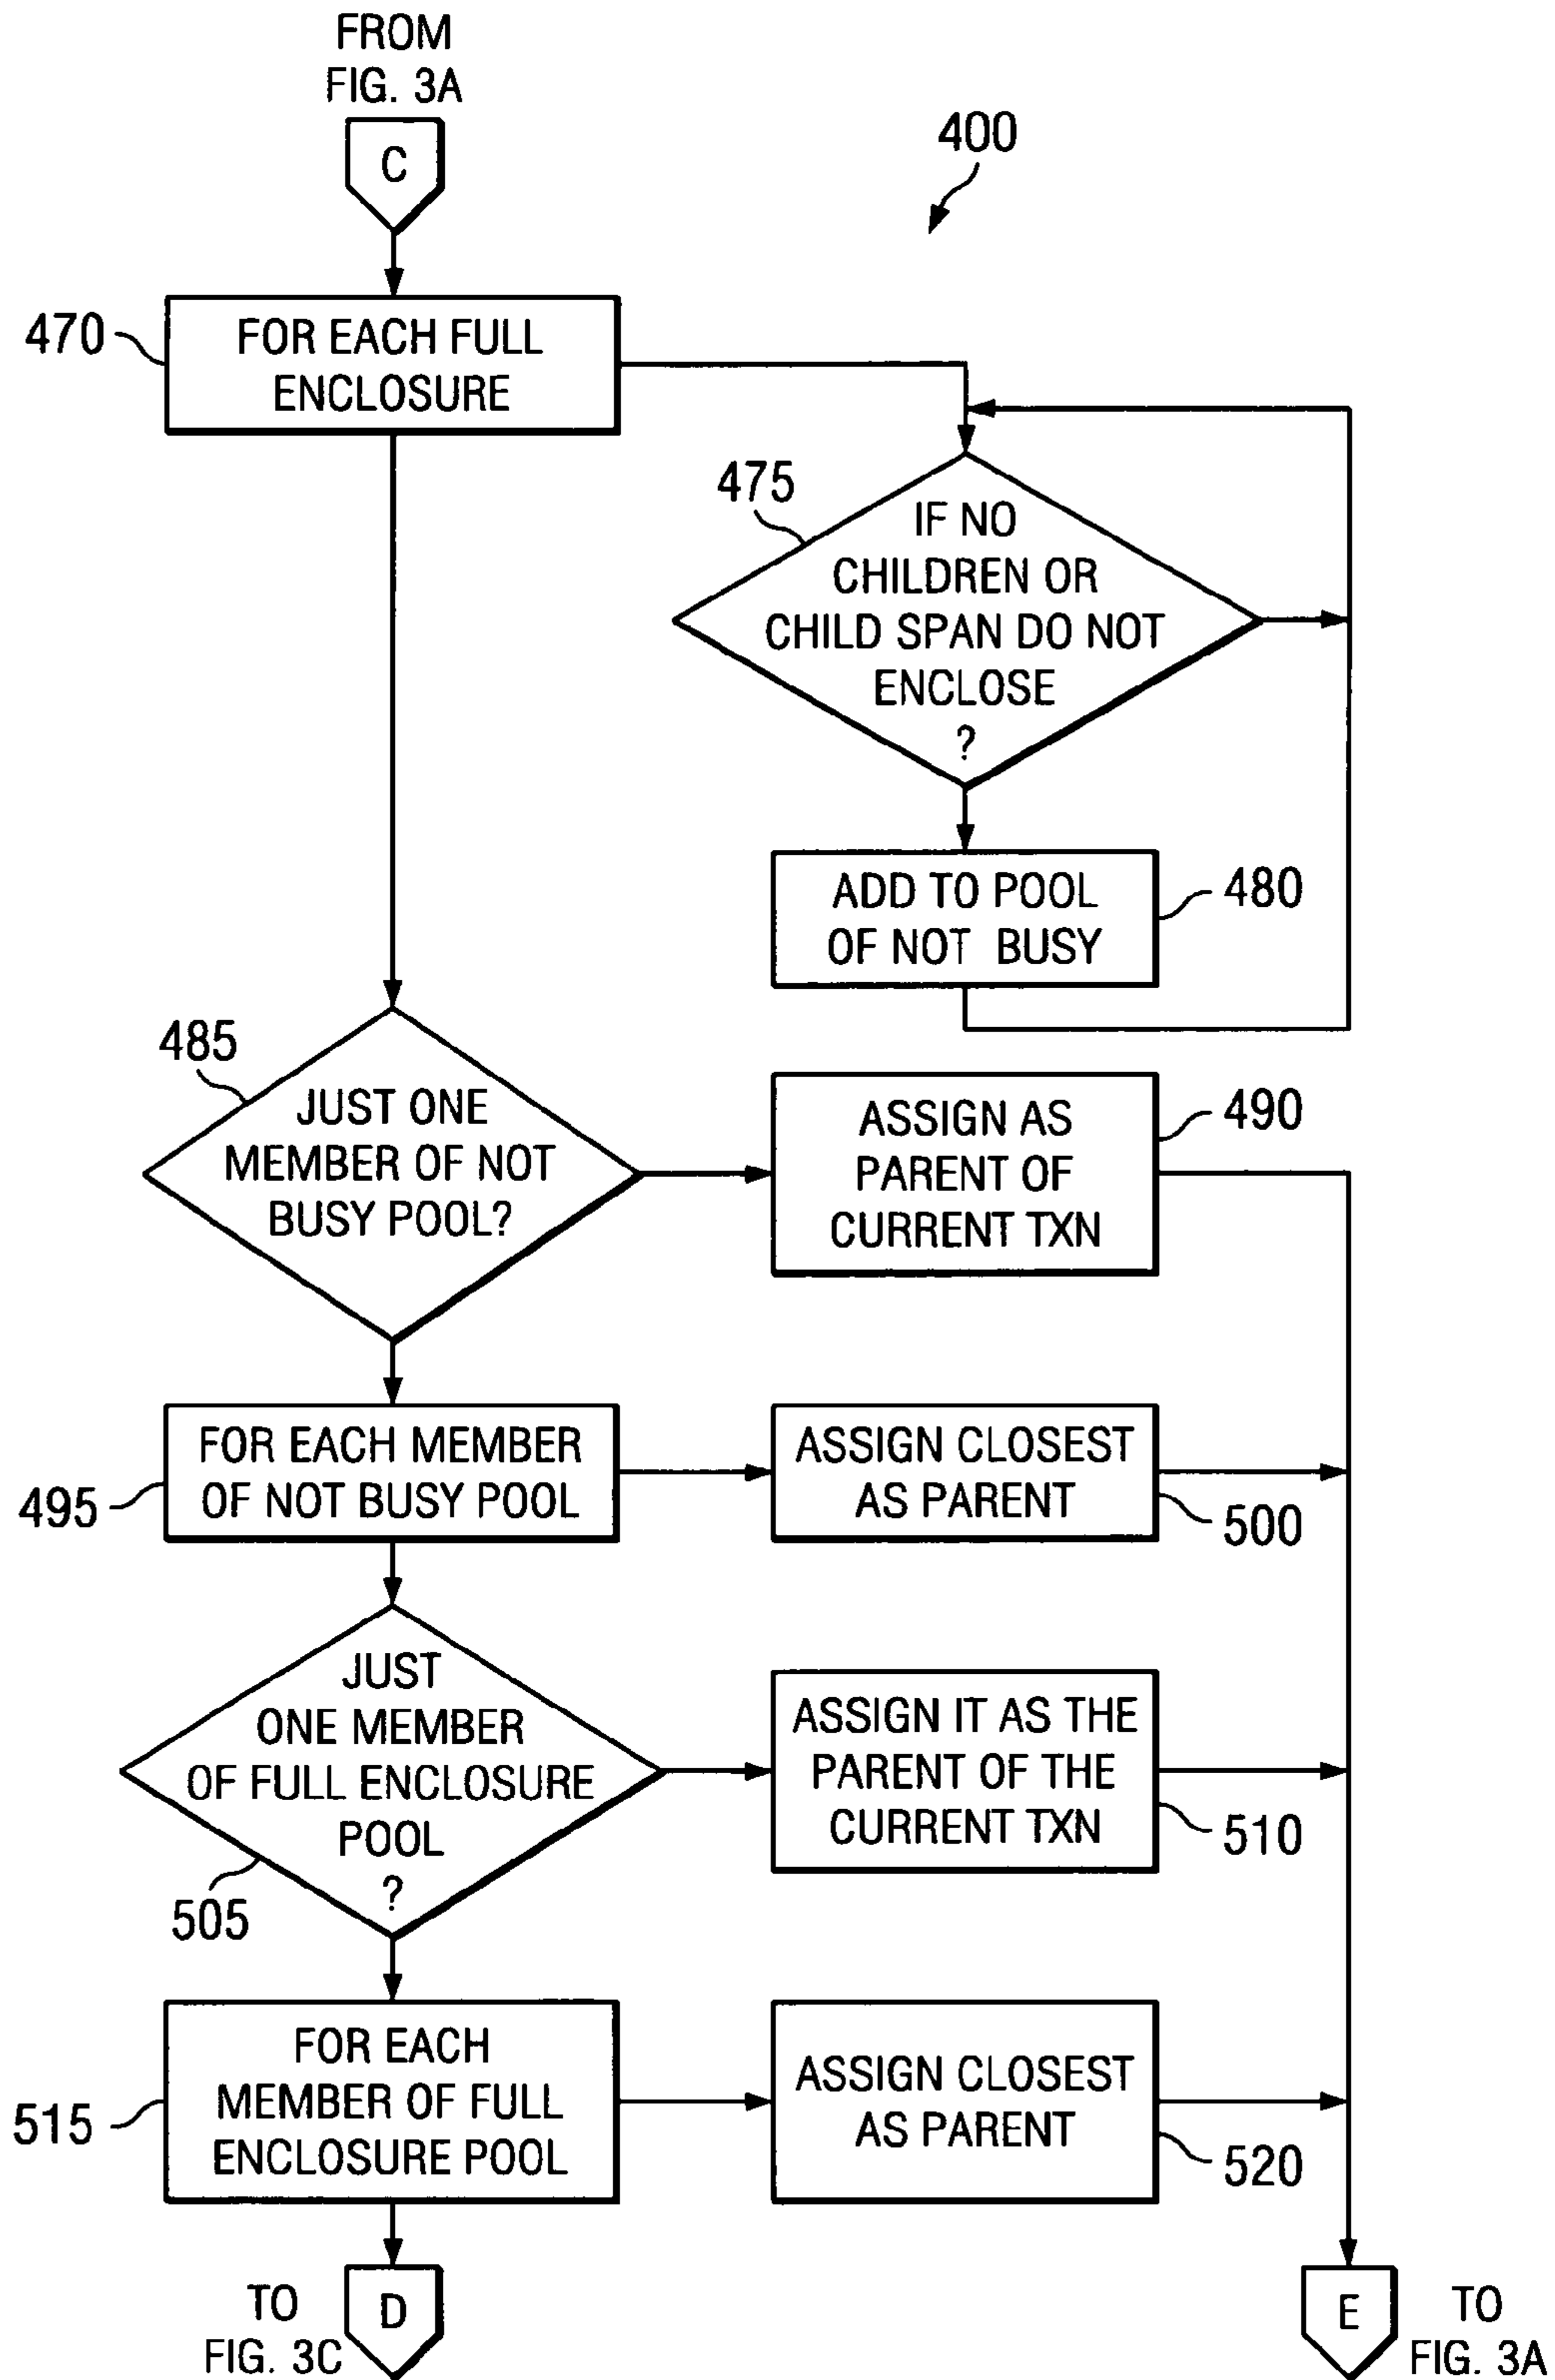 FROM
FIG. 3A
C
400
470
FOR EACH FULL
ENCLOSURE
475
IF NO
CHILDREN OR
CHILD SPAN DO NOT
ENCLOSE
?
ADD TO POOL
OF NOT BUSY
480
485
JUST ONE
MEMBER OF NOT
BUSY POOL?
ASSIGN AS
PARENT OF
CURRENT TXN
490
495
FOR EACH MEMBER
OF NOT BUSY POOL
ASSIGN CLOSEST
AS PARENT
500
JUST
ONE MEMBER
OF FULL ENCLOSURE
POOL
?
505
ASSIGN IT AS THE
PARENT OF THE
CURRENT TXN
510
515
FOR EACH
MEMBER OF FULL
ENCLOSURE POOL
ASSIGN CLOSEST
AS PARENT
520
TO
FIG. 3C
D
E
TO
FIG. 3A